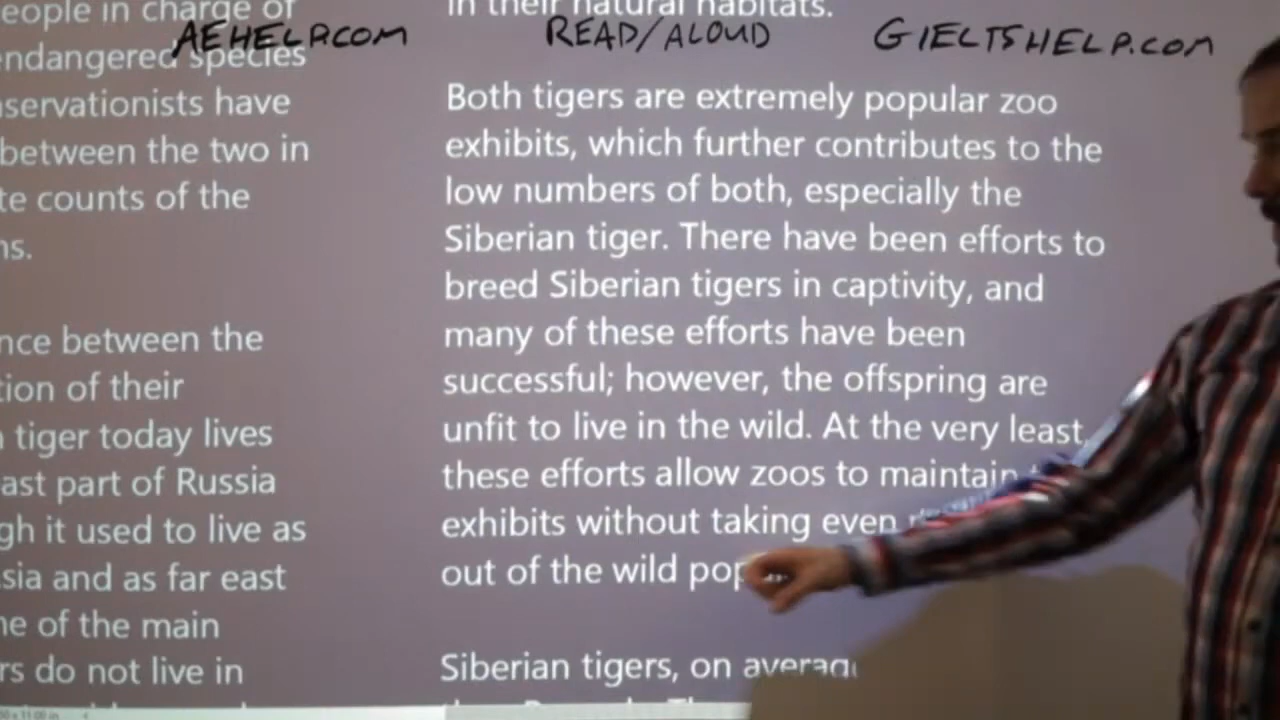 AEHELP.COM
READ/ALOUD
GIELTSHELP.COM
eople in charge of
ndangered species
servationists have
between the two in
te counts of the
ns.
nce between the
tion of their
tiger today lives
ast part of Russia
gh it used to live as
sia and as far east
ne of the main
rs do not live in
in their natural habitats.
Both tigers are extremely popular zoo
exhibits, which further contributes to the
low numbers of both, especially the
Siberian tiger. There have been efforts to
breed Siberian tigers in captivity, and
many of these efforts have been
successful; however, the offspring are
unfit to live in the wild. At the very least,
these efforts allow zoos to maintain
exhibits without taking even
out of the wild pop
Siberian tigers, on average